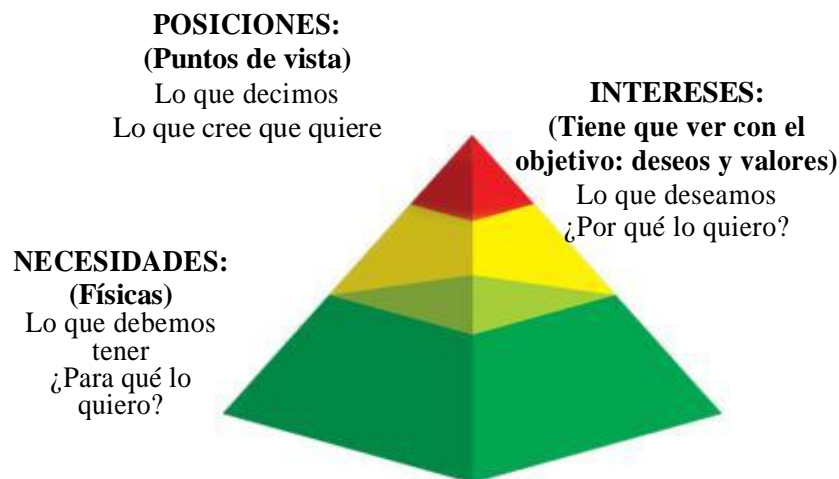 POSICIONES:
(Puntos de vista)
Lo que decimos
Lo que cree que quiere
INTERESES:
(Tiene que ver con el
objetivo: deseos y valores)
Lo que deseamos
¿Por qué lo quiero?
NECESIDADES:
(Físicas)
Lo que debemos
tener
¿Para qué lo
quiero?